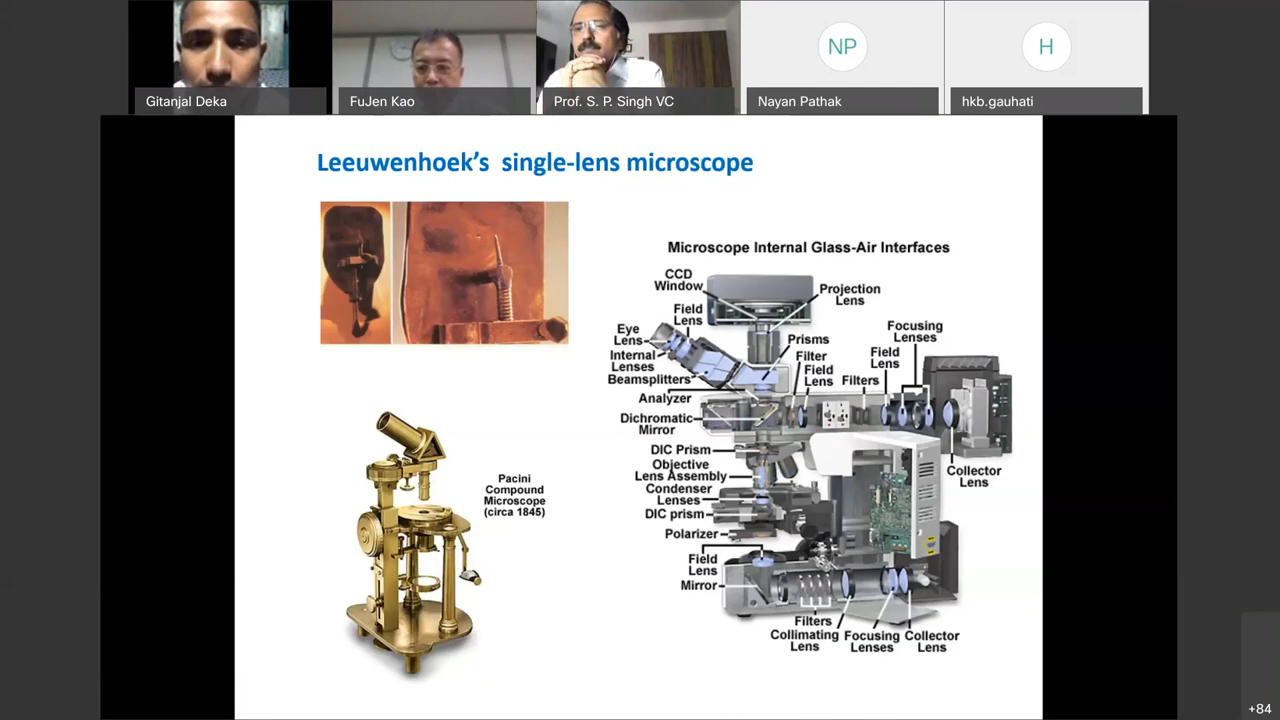 NP
H
Gitanjal Deka
FuJen Kao
Prof. S. P. Singh VC
Nayan Pathak
hkb.gauhati
Leeuwenhoek's single-lens microscope
Microscope Internal Glass-Air Interfaces
CCD
Window
Projection
Lens
Field
Lens
Eye
Lens
Internal
Lenses
Beamsplitters
Prisms
Filter
Field
Lens
Filters
Field
Lens
Focusing
Lenses
Analyzer
Dichromatic
Mirror
DIC Prism
Objective
Lens Assembly
Condenser
Lenses
DIC prism
Polarizer
Collector
Lens
Pacini
Compound
Microscope
(circa 1845)
Field
Lens
Mirror
Filters
Collimating
Lens
Focusing
Lenses
Collector
Lens
+84